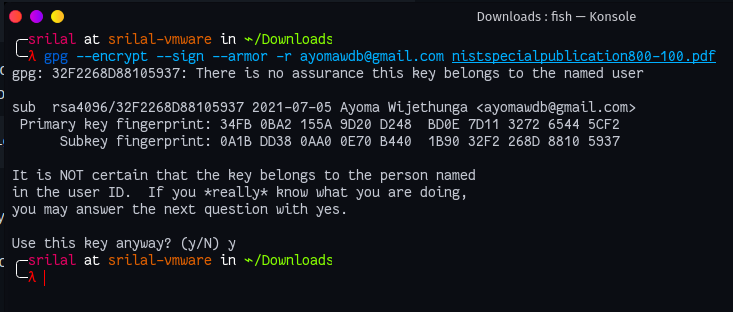 Downloads : fish — Konsole
srilal at srilal-vmware in ~/Downloads
λ gpg --encrypt --sign --armor -r ayomawdb@gmail.com nistspecialpublication800-100.pdf
gpg: 32F2268D88105937: There is no assurance this key belongs to the named user
sub  rsa4096/32F2268D88105937 2021-07-05 Ayoma Wijethunga <ayomawdb@gmail.com>
 Primary key fingerprint: 34FB 0BA2 155A 9D20 D248  BD0E 7D11 3272 6544 5CF2
      Subkey fingerprint: 0A1B DD38 0AA0 0E70 B440  1B90 32F2 268D 8810 5937
It is NOT certain that the key belongs to the person named
in the user ID.  If you *really* know what you are doing,
you may answer the next question with yes.
Use this key anyway? (y/N) y
srilal at srilal-vmware in ~/Downloads
λ